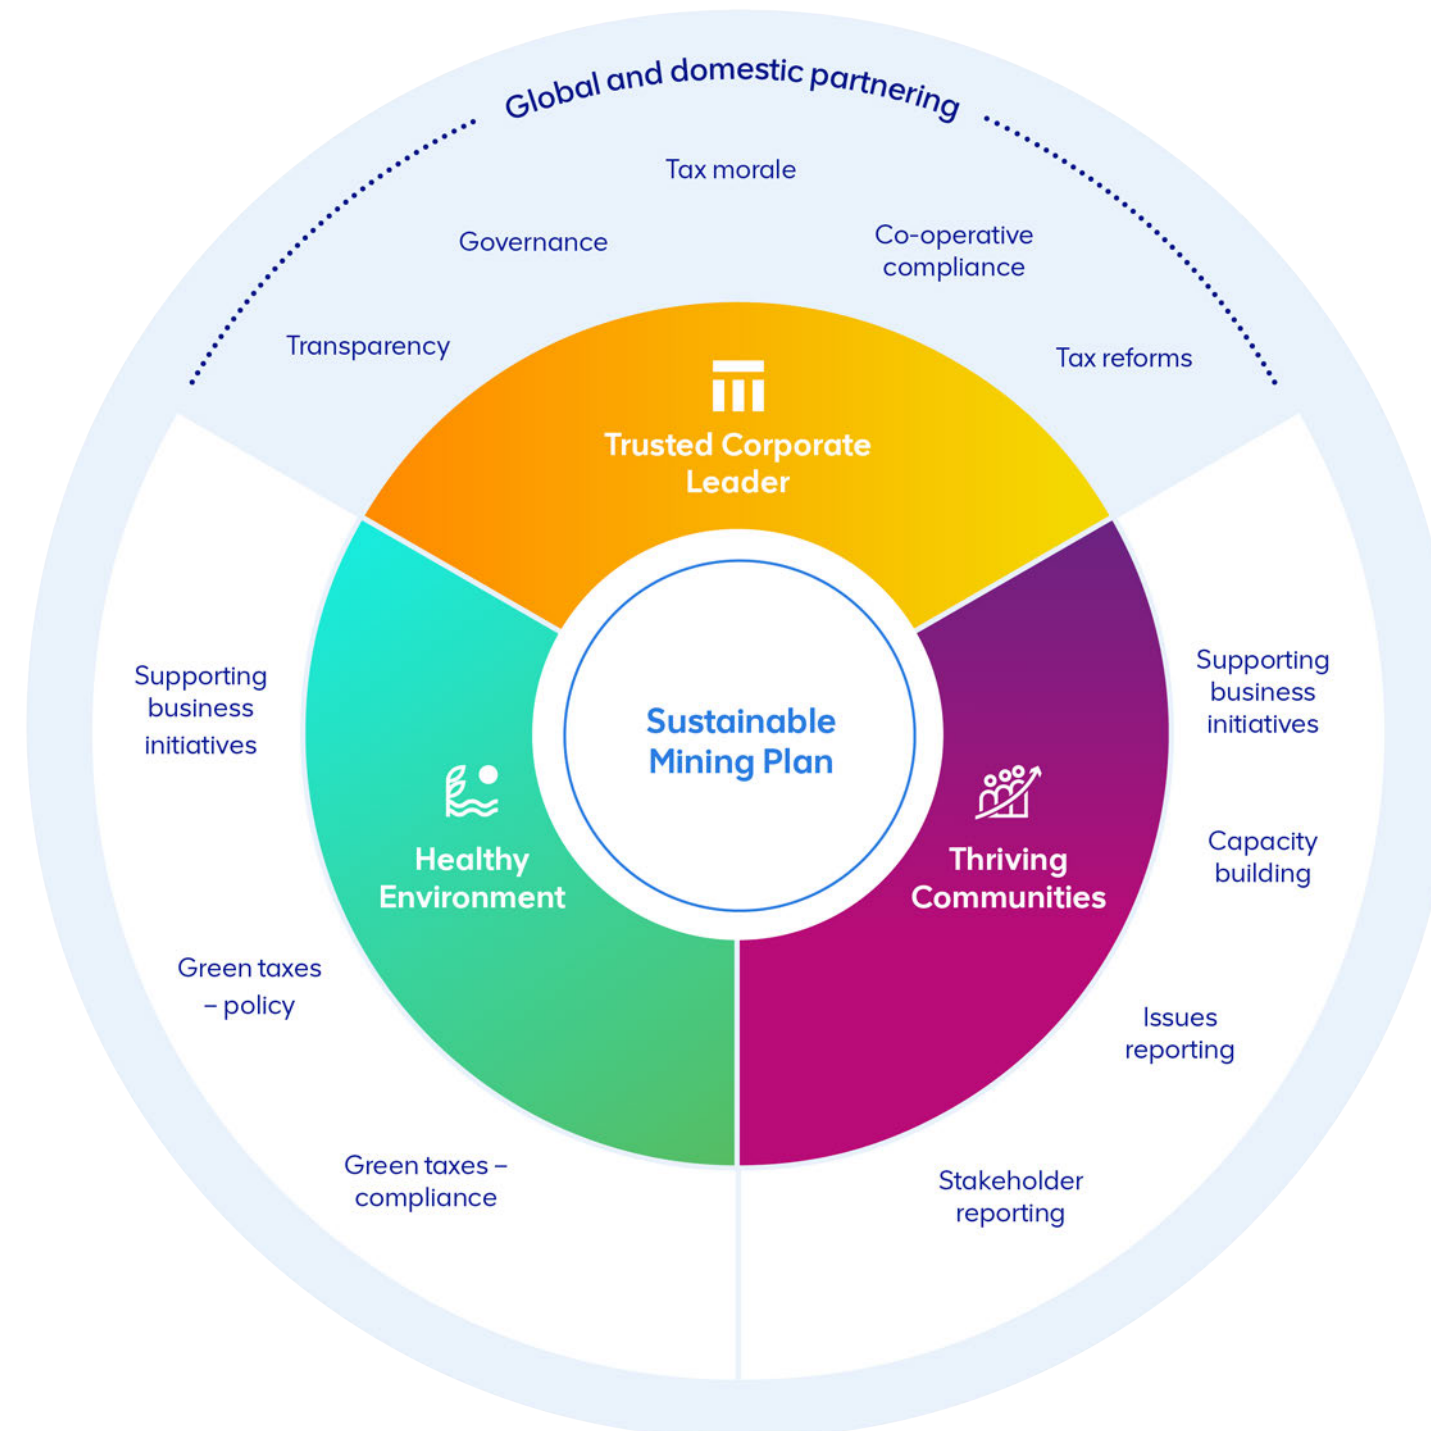 Global and domestic partnering
Tax morale
Governance
Co-operative
compliance
Transparency
Tax reforms
Trusted Corporate
Leader
Sustainable
Mining Plan
Healthy
Environment
Thriving
Communities
Supporting
business
initiatives
Green taxes
– policy
Green taxes –
compliance
Supporting
business
initiatives
Capacity
building
Issues
reporting
Stakeholder
reporting